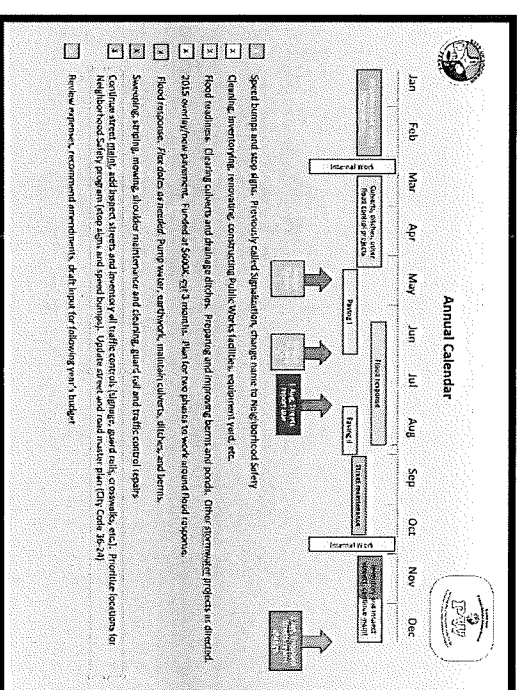 Annual Calendar
Jan Feb Mar Apr May Jun Jul Aug Sep Oct Nov Dec
Internal Work
Culverts, ditches, other flood control projects
Paving I
Flood response
Paving II
Street maintenance
Internal Work
PW
Speed bumps and stop signs. Previously called Signalization, change name to Neighborhood Safety
Cleaning, inventorying, renovating, constructing Public Works facilities, equipment yard, etc.
Flood readiness. Clearing culverts and drainage ditches. Preparing and improving berms and ponds. Other stormwater projects as directed.
2015 overlay/new pavement. Funded at $600K, 3 months. Plan for two phases to work around flood response.
Flood response. Flex dates as needed Pump water, earthwork, maintain culverts, ditches, and berms.
Sweeping, striping, mowing, shoulder maintenance and cleaning, guard rail and traffic control repairs
Continue street maint; add inspect streets and inventory all traffic controls (signage, guard rails, crosswalks, etc.). Prioritize locations for
Neighborhood Safety program (stop signs and speed bumps). Update street and road master plan (City Code 36-24)
Review expenses, recommend amendments, draft input for following year's budget